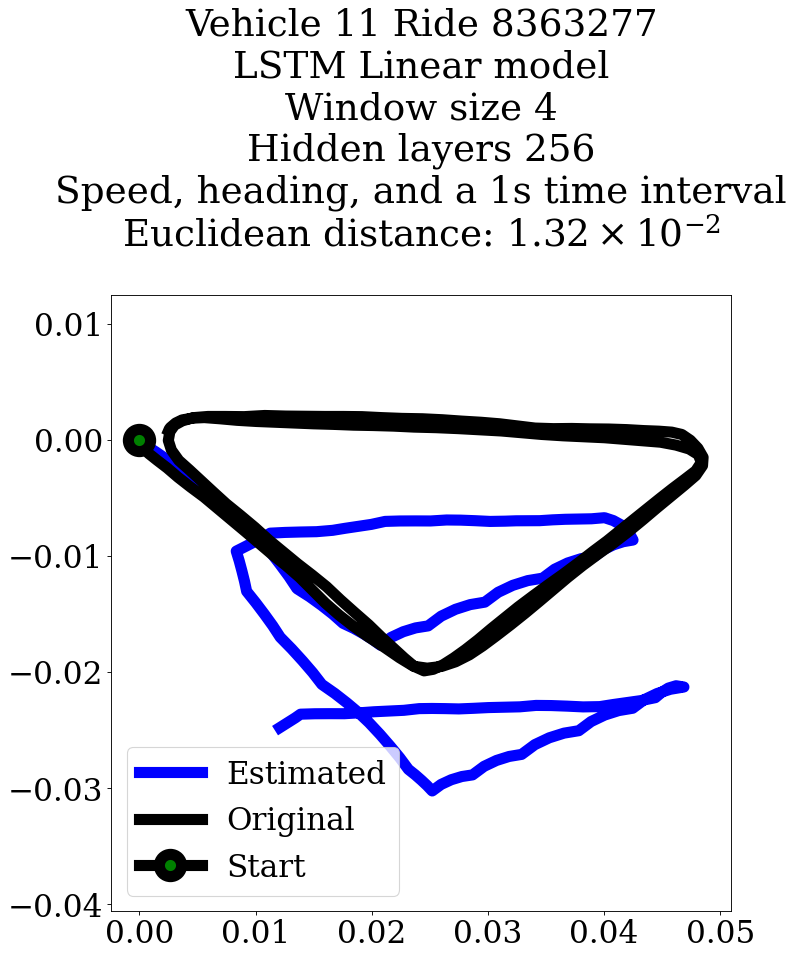 Vehicle 11 Ride 8363277
LSTM Linear model
Window size 4
Hidden layers 256
Speed, heading, and a 1s time interval
Euclidean distance: 1.32 × 10⁻²
0.01
0.00
−0.01
−0.02
−0.03
−0.04
Estimated
Original
Start
0.00 0.01 0.02 0.03 0.04 0.05